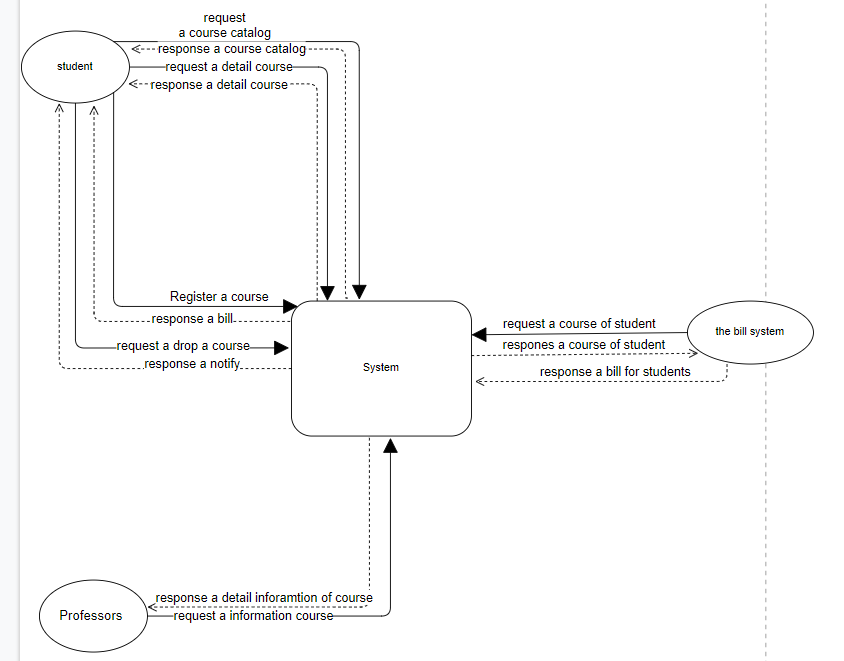 request
a course catalog
response a course catalog
student
request a detail course
response a detail course
Register a course
response a bill
request a course of student
the bill system
respones a course of student
request a drop a course
response a notify
System
response a bill for students
response a detail inforamtion of course
Professors
request a information course